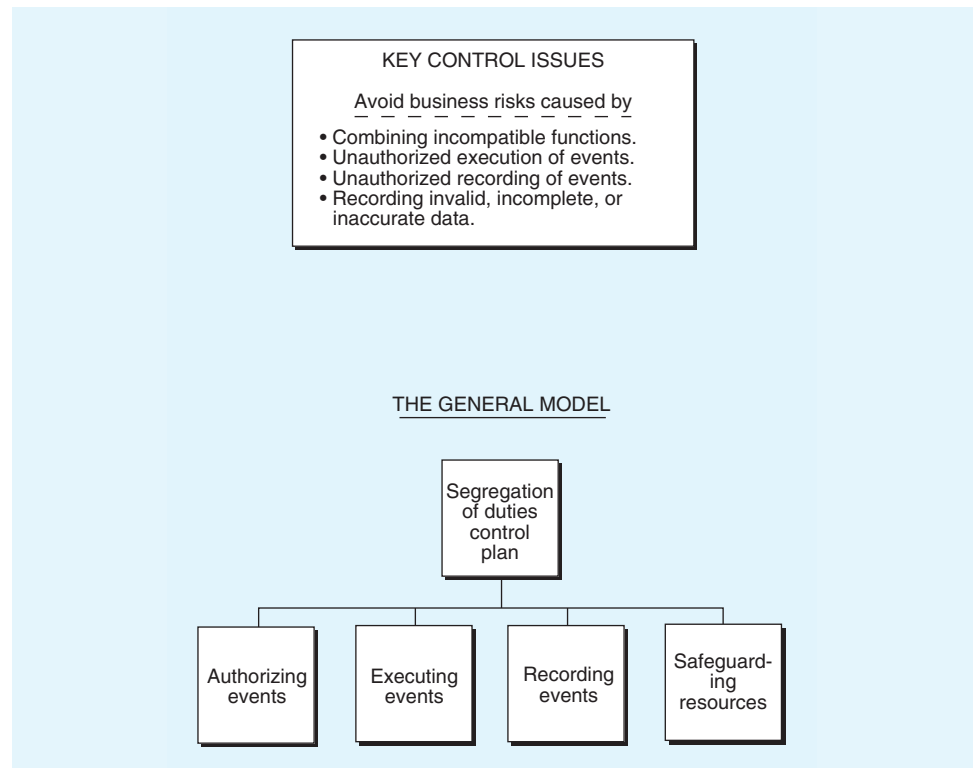 KEY CONTROL ISSUES
Avoid business risks caused by
• Combining incompatible functions.
• Unauthorized execution of events.
• Unauthorized recording of events.
• Recording invalid, incomplete, or
inaccurate data.
THE GENERAL MODEL
Segregation
of duties
control
plan
Authorizing
events
Executing
events
Recording
events
Safeguard-
ing
resources